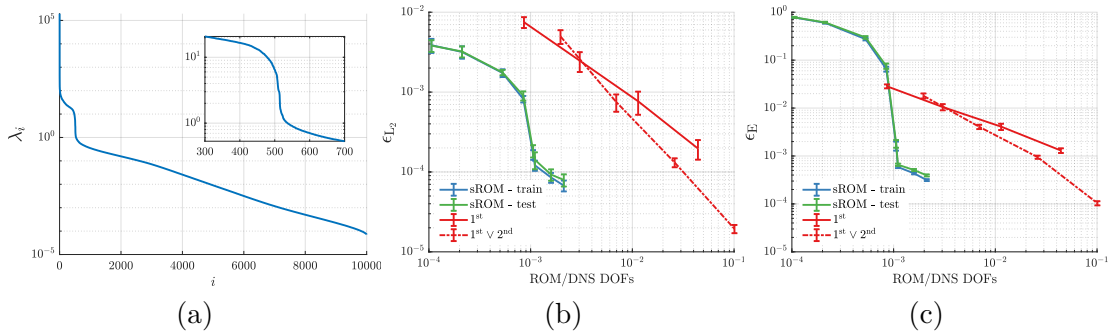 10^5
10^0
10^-5
λ_i
0
2000
4000
6000
8000
10000
i
10^1
10^0
300
400
500
600
700
(a)
10^-2
10^-3
10^-4
10^-5
ϵ_L2
sROM - train
sROM - test
1^st
1^st ∨ 2^nd
10^-4
10^-3
10^-2
10^-1
ROM/DNS DOFs
(b)
10^0
10^-1
10^-2
10^-3
10^-4
10^-5
ϵ_E
sROM - train
sROM - test
1^st
1^st ∨ 2^nd
10^-4
10^-3
10^-2
10^-1
ROM/DNS DOFs
(c)